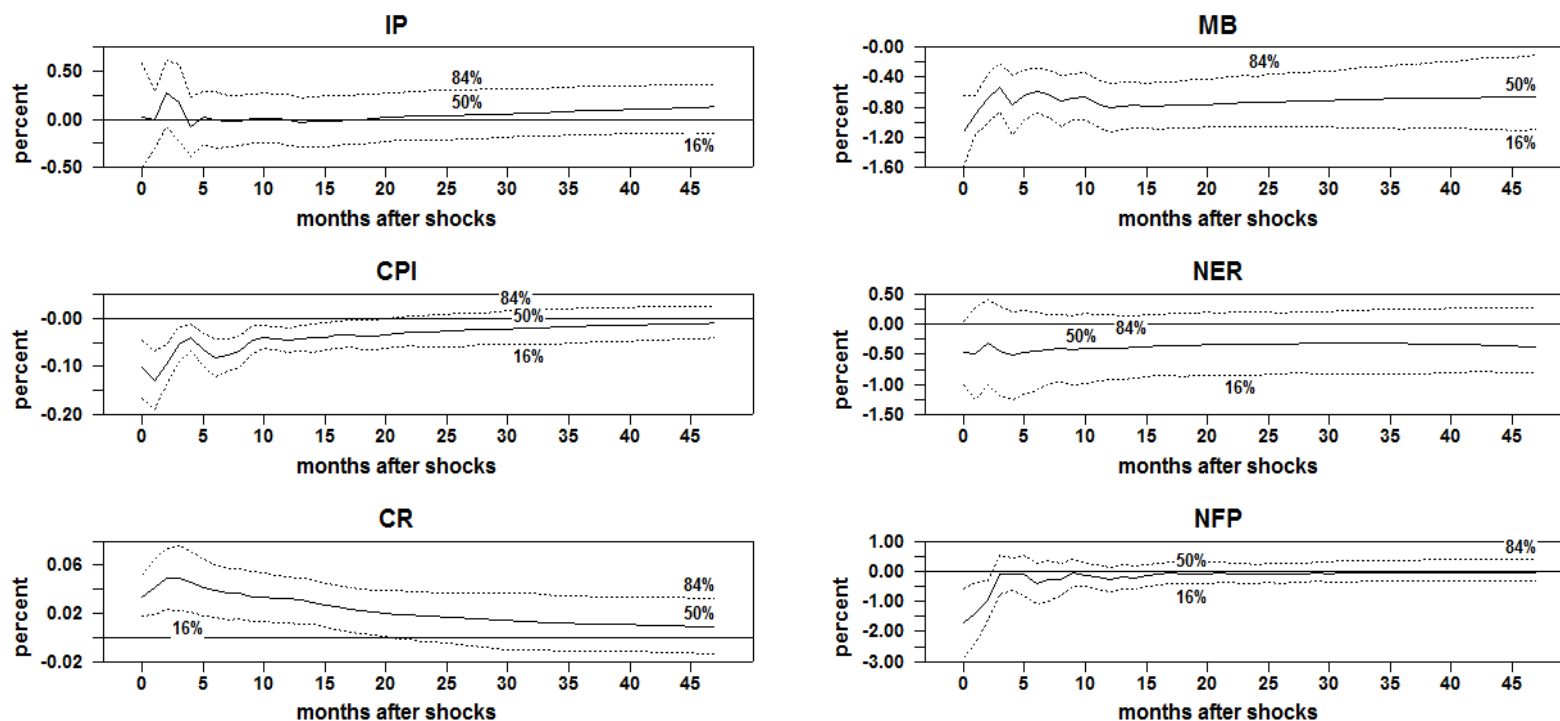 IP
percent
0.50
0.00
-0.50
84%
50%
16%
0 5 10 15 20 25 30 35 40 45
months after shocks
MB
percent
-0.00
-0.40
-0.80
-1.20
-1.60
84%
50%
16%
0 5 10 15 20 25 30 35 40 45
months after shocks
CPI
percent
-0.00
-0.10
-0.20
84%
50%
16%
0 5 10 15 20 25 30 35 40 45
months after shocks
NER
percent
0.50
0.00
-0.50
-1.00
-1.50
50% 84%
16%
0 5 10 15 20 25 30 35 40 45
months after shocks
CR
percent
0.06
0.02
-0.02
84%
50%
16%
0 5 10 15 20 25 30 35 40 45
months after shocks
NFP
percent
1.00
0.00
-1.00
-2.00
-3.00
84%
50%
16%
0 5 10 15 20 25 30 35 40 45
months after shocks